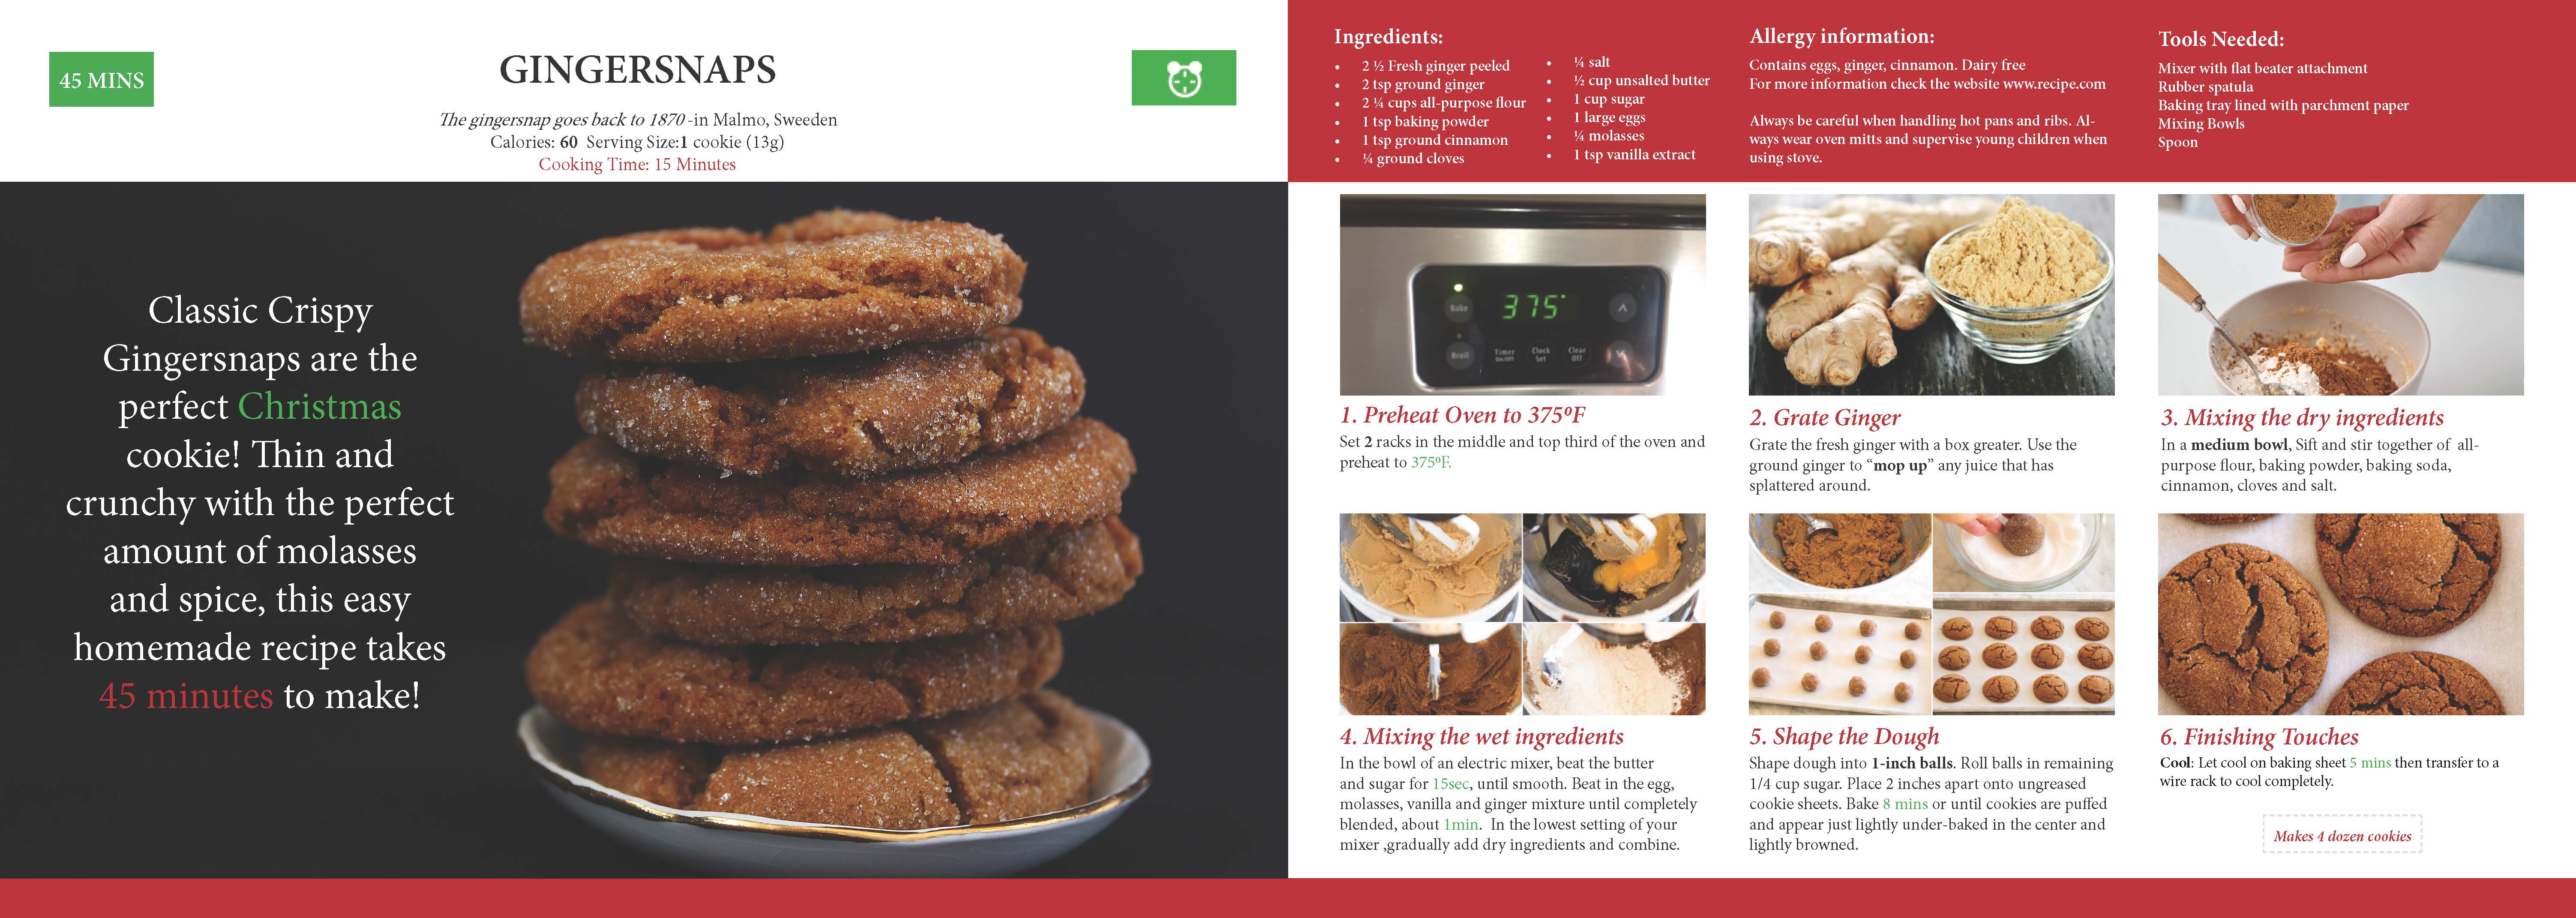 45 MINS
GINGERSNAPS
The gingersnap goes back to 1870 -in Malmo, Sweden
Calories: 60 Serving Size:1 cookie (13g)
Cooking Time: 15 Minutes
Classic Crispy
Gingersnaps are the
perfect Christmas
cookie! Thin and
crunchy with the perfect
amount of molasses
and spice, this easy
homemade recipe takes
45 minutes to make!
Ingredients:
• 2 ½ Fresh ginger peeled
• 2 tsp ground ginger
• 2 ¼ cups all-purpose flour
• 1 tsp baking powder
• 1 tsp ground cinnamon
• ¼ ground cloves
• ¼ salt
• ½ cup unsalted butter
• 1 cup sugar
• 1 large eggs
• ¼ molasses
• 1 tsp vanilla extract
Allergy information:
Contains eggs, ginger, cinnamon. Dairy free
For more information check the website www.recipe.com
Always be careful when handling hot pans and ribs. Al-
ways wear oven mitts and supervise young children when
using stove.
Tools Needed:
Mixer with flat beater attachment
Rubber spatula
Baking tray lined with parchment paper
Mixing Bowls
Spoon
Bake
375°
Broil
Timer
On/Off
Clock
Set
Clear
Off
1. Preheat Oven to 375ºF
Set 2 racks in the middle and top third of the oven and
preheat to 375ºF.
2. Grate Ginger
Grate the fresh ginger with a box greater. Use the
ground ginger to “mop up” any juice that has
splattered around.
3. Mixing the dry ingredients
In a medium bowl, Sift and stir together of all-
purpose flour, baking powder, baking soda,
cinnamon, cloves and salt.
4. Mixing the wet ingredients
In the bowl of an electric mixer, beat the butter
and sugar for 15sec, until smooth. Beat in the egg,
molasses, vanilla and ginger mixture until completely
blended, about 1min. In the lowest setting of your
mixer ,gradually add dry ingredients and combine.
5. Shape the Dough
Shape dough into 1-inch balls. Roll balls in remaining
1/4 cup sugar. Place 2 inches apart onto ungreased
cookie sheets. Bake 8 mins or until cookies are puffed
and appear just lightly under-baked in the center and
lightly browned.
6. Finishing Touches
Cool: Let cool on baking sheet 5 mins then transfer to a
wire rack to cool completely.
Makes 4 dozen cookies